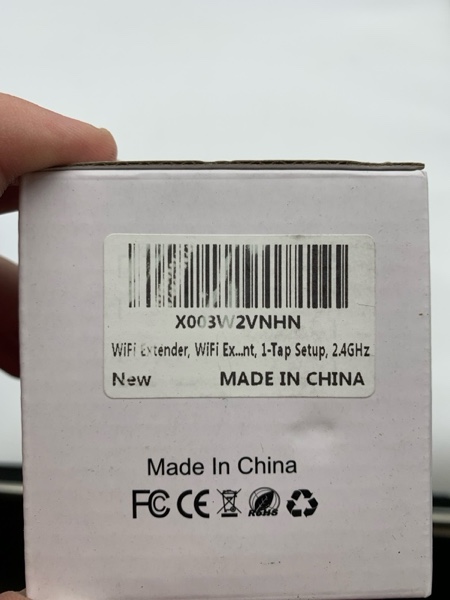 X003W2VNHN
WiFi Extender, WiFi Ex...nt, 1-Tap Setup, 2.4GHz
New MADE IN CHINA
Made In China
FC CE RoHS